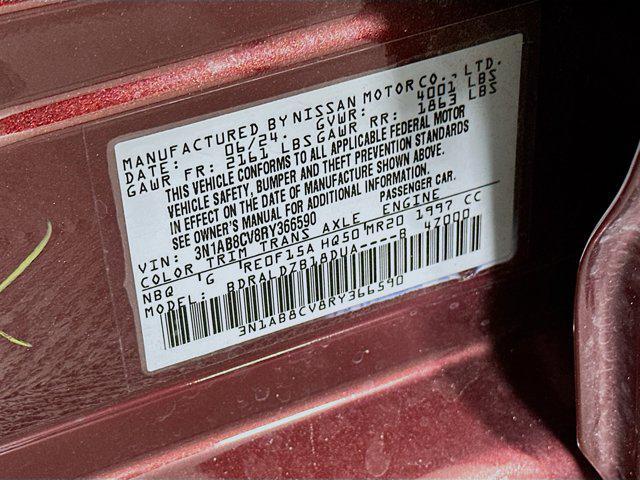 MANUFACTURED BY NISSAN MOTOR CO., LTD.
DATE: 06/24. GVWR: 4001 LBS
GAWR FR: 2161 LBS GAWR RR: 1863 LBS
THIS VEHICLE CONFORMS TO ALL APPLICABLE FEDERAL MOTOR
VEHICLE SAFETY, BUMPER AND THEFT PREVENTION STANDARDS
IN EFFECT ON THE DATE OF MANUFACTURE SHOWN ABOVE.
SEE OWNER'S MANUAL FOR ADDITIONAL INFORMATION.
VIN: 3N1AB8CV8RY366590 PASSENGER CAR.
COLOR TRIM TRANS AXLE ENGINE
NBQ G RE0F15A HQ50 MR20 1997 CC
MODEL: BDRALDZB18DUA----B 47000
3N1AB8CV8RY366590